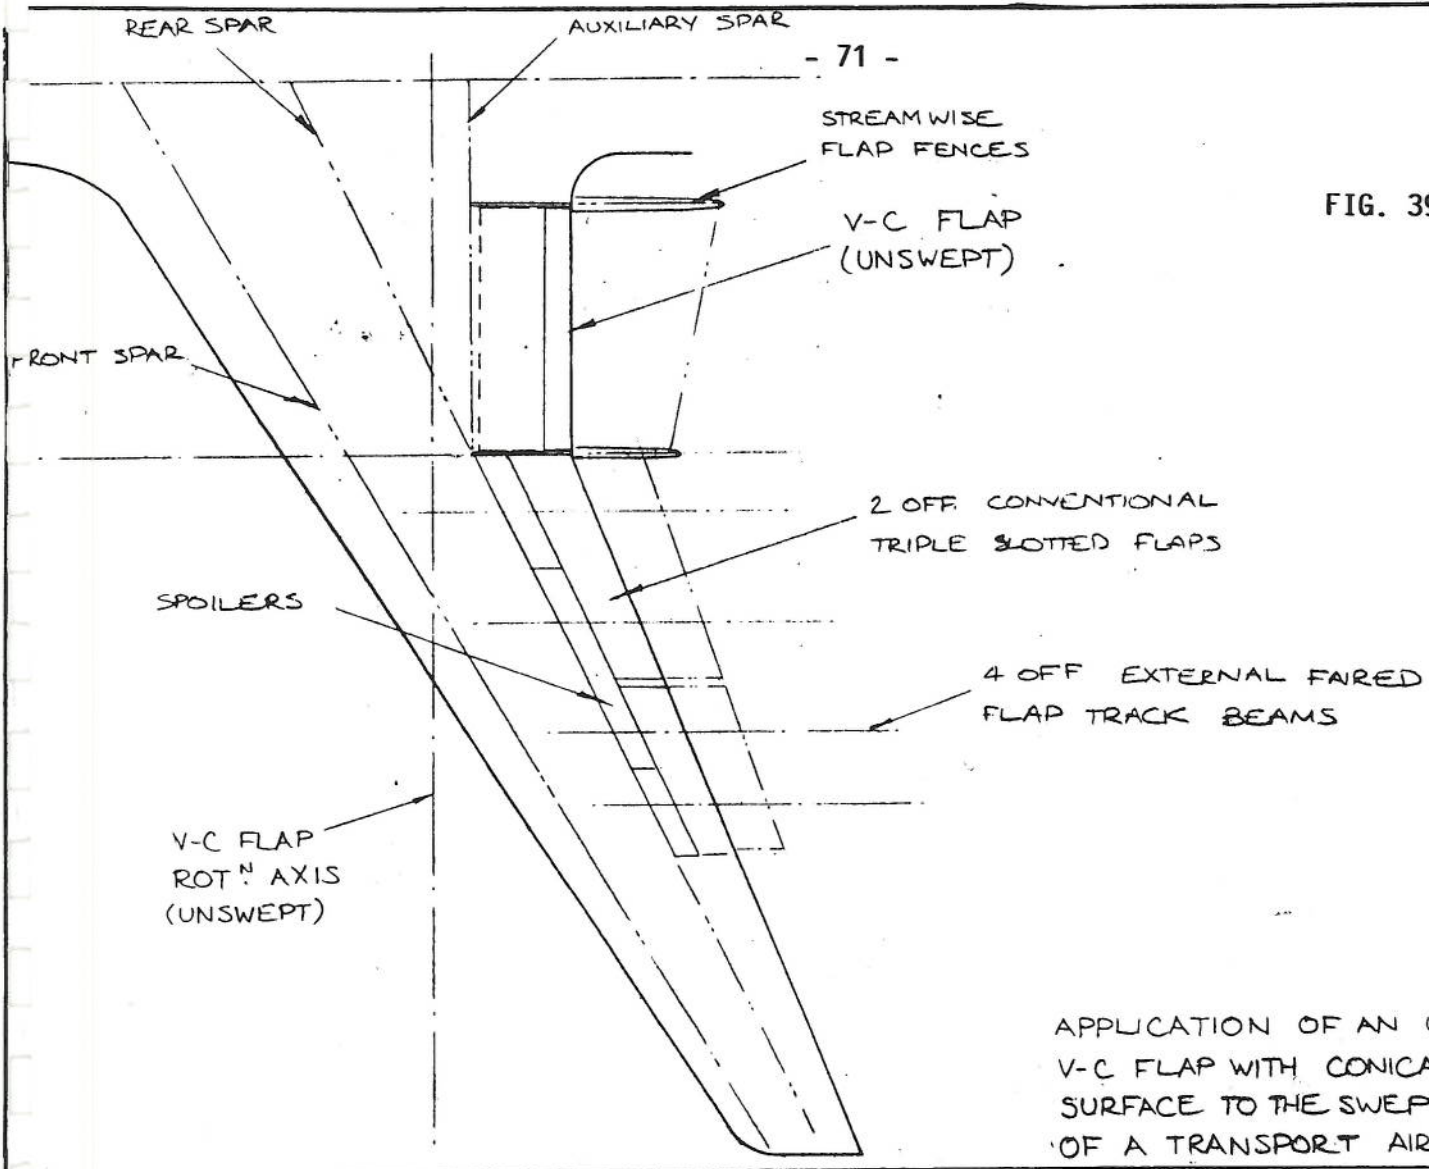 REAR SPAR
AUXILIARY SPAR
- 71 -
STREAMWISE
FLAP FENCES
V-C FLAP
(UNSWEPT)
FIG. 39
FRONT SPAR
2 OFF. CONVENTIONAL
TRIPLE SLOTTED FLAPS
SPOILERS
4 OFF EXTERNAL FAIRED
FLAP TRACK BEAMS
V-C FLAP
ROTᴺ. AXIS
(UNSWEPT)
APPLICATION OF AN
V-C FLAP WITH CONICA
SURFACE TO THE SWEP
OF A TRANSPORT AIR